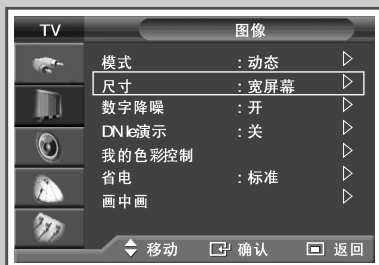 TV 图像
模式 : 动态
尺寸 : 宽屏幕
数字降噪 : 开
DNIe演示 : 关
我的色彩控制
省电 : 标准
画中画
移动 确认 返回